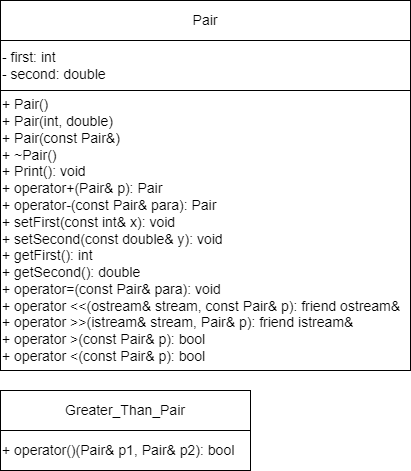 Pair
- first: int
- second: double
+ Pair()
+ Pair(int, double)
+ Pair(const Pair&)
+ ~Pair()
+ Print(): void
+ operator+(Pair& p): Pair
+ operator-(const Pair& para): Pair
+ setFirst(const int& x): void
+ setSecond(const double& y): void
+ getFirst(): int
+ getSecond(): double
+ operator=(const Pair& para): void
+ operator <<(ostream& stream, const Pair& p): friend ostream&
+ operator >>(istream& stream, Pair& p): friend istream&
+ operator >(const Pair& p): bool
+ operator <(const Pair& p): bool
Greater_Than_Pair
+ operator()(Pair& p1, Pair& p2): bool